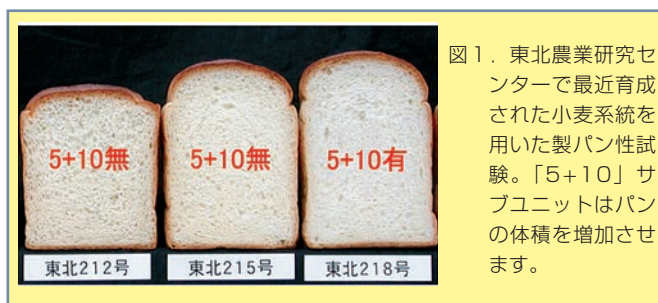 5+10無
5+10無
5+10有
東北212号
東北215号
東北218号
図１．東北農業研究セ
ンターで最近育成
された小麦系統を
用いた製パン性試
験。「５+１０」サ
ブユニットはパン
の体積を増加させ
ます。